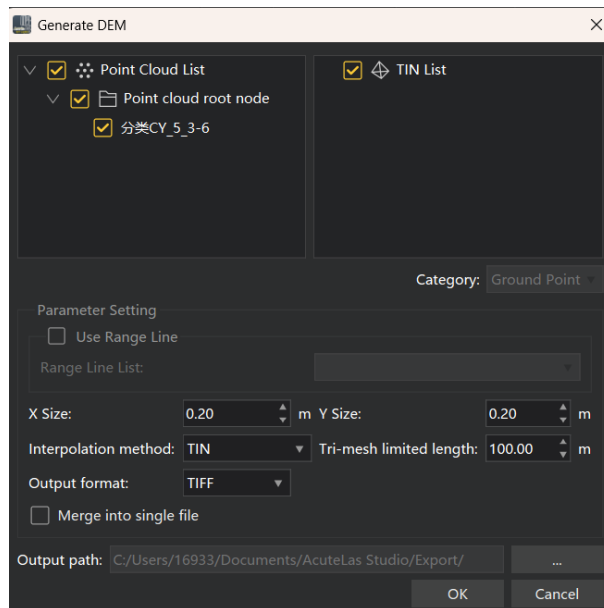 Generate DEM
Point Cloud List
TIN List
Point cloud root node
分类CY_5_3-6
Category: Ground Point
Parameter Setting
Use Range Line
Range Line List:
X Size: 0.20 m Y Size: 0.20 m
Interpolation method: TIN Tri-mesh limited length: 100.00 m
Output format: TIFF
Merge into single file
Output path: C:/Users/16933/Documents/AcuteLas Studio/Export/ ...
OK Cancel